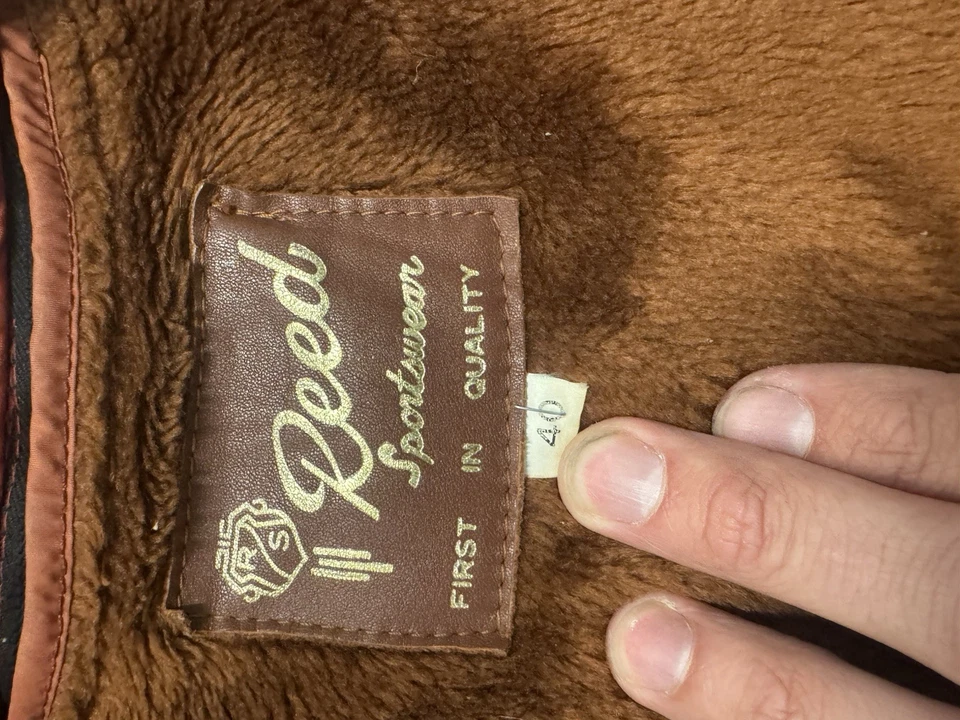 Reed
Sportswear
RS
FIRST IN QUALITY
40